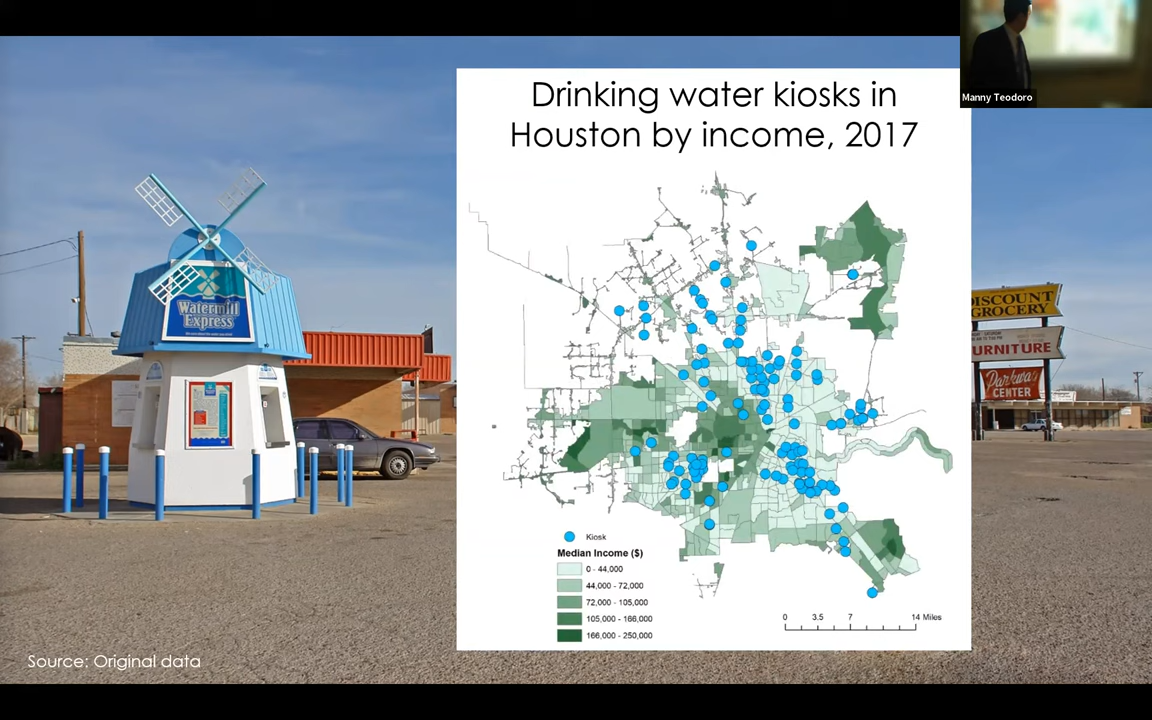 Drinking water kiosks in
Houston by income, 2017
Manny Teodoro
Watermill
Express
DISCOUNT
GROCERY
URNITURE
Parkway
CENTER
Kiosk
Median Income ($)
0 - 44,000
44,000 - 72,000
72,000 - 105,000
105,000 - 166,000
166,000 - 250,000
0 3.5 7 14 Miles
Source: Original data